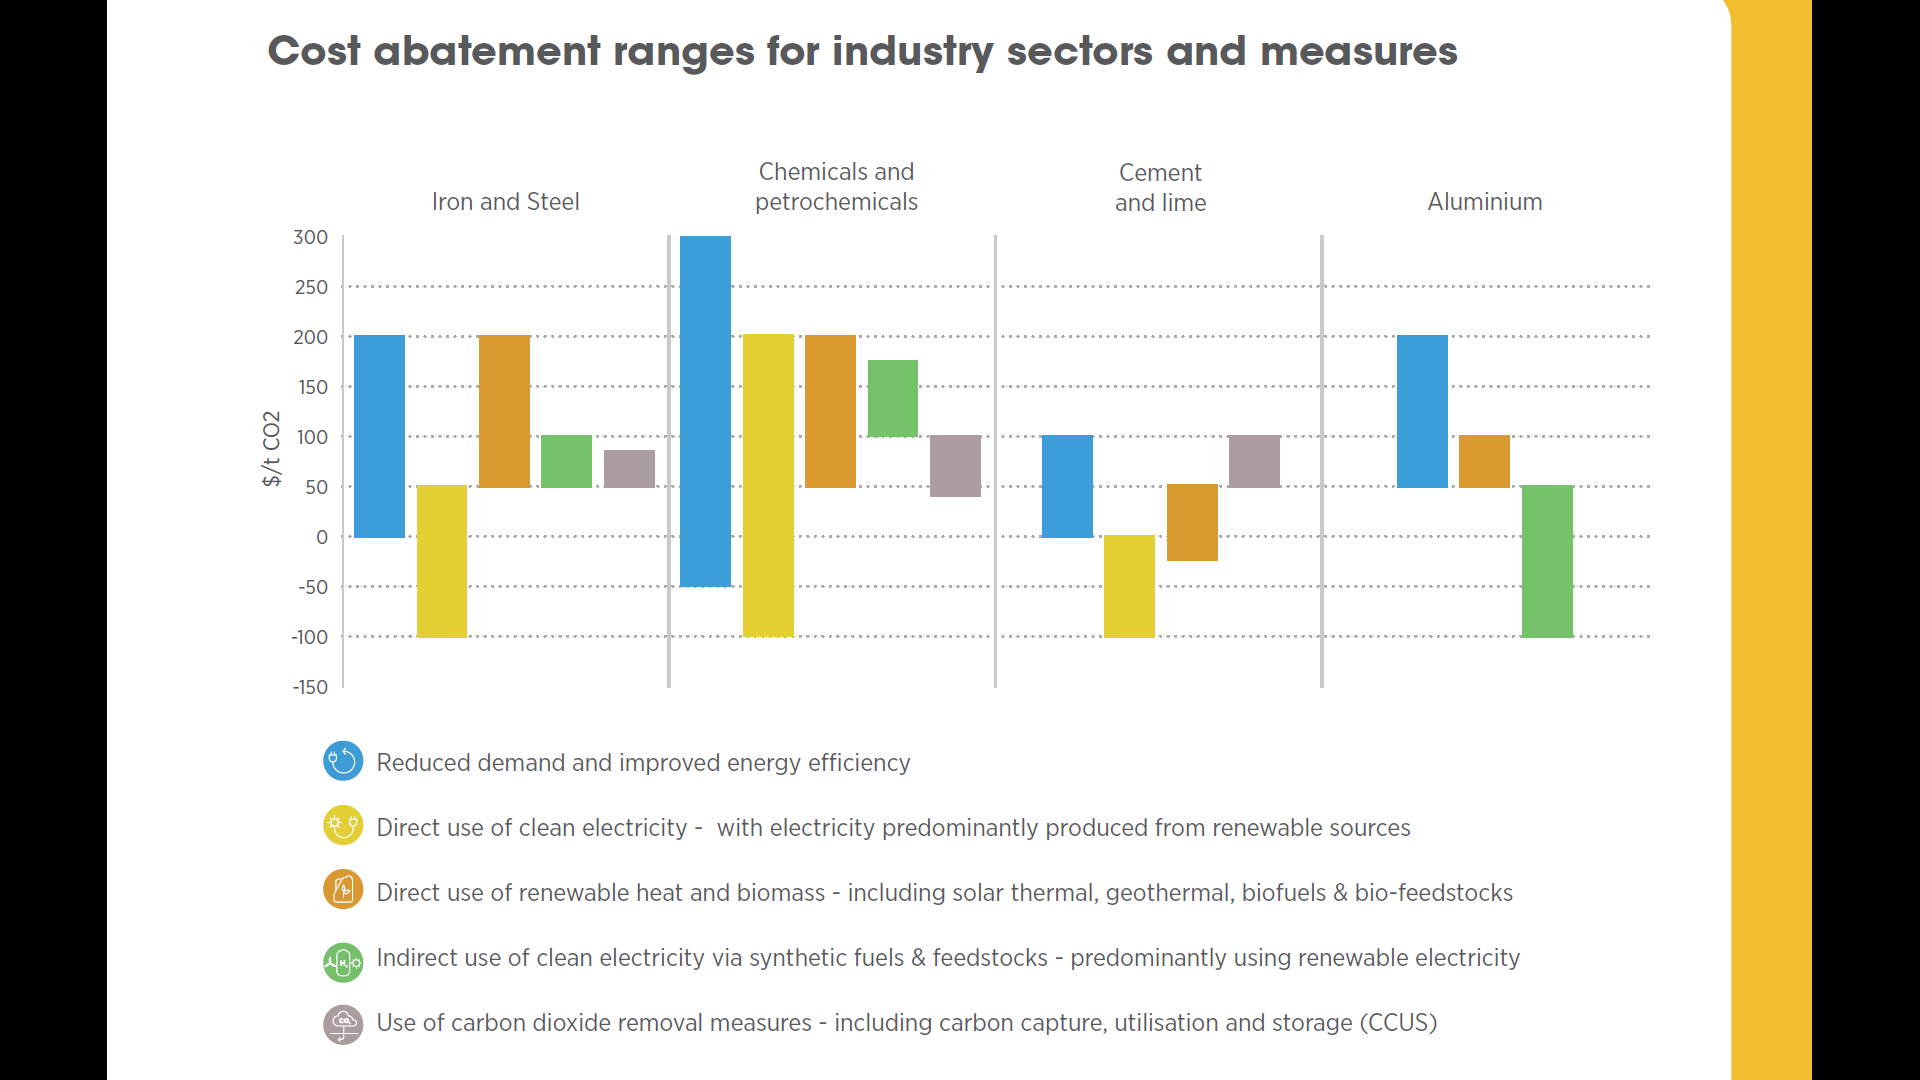 Cost abatement ranges for industry sectors and measures
Iron and Steel
Chemicals and
petrochemicals
Cement
and lime
Aluminium
$/t CO2
300
250
200
150
100
50
0
-50
-100
-150
Reduced demand and improved energy efficiency
Direct use of clean electricity - with electricity predominantly produced from renewable sources
Direct use of renewable heat and biomass - including solar thermal, geothermal, biofuels & bio-feedstocks
H₂
Indirect use of clean electricity via synthetic fuels & feedstocks - predominantly using renewable electricity
CO₂
Use of carbon dioxide removal measures - including carbon capture, utilisation and storage (CCUS)